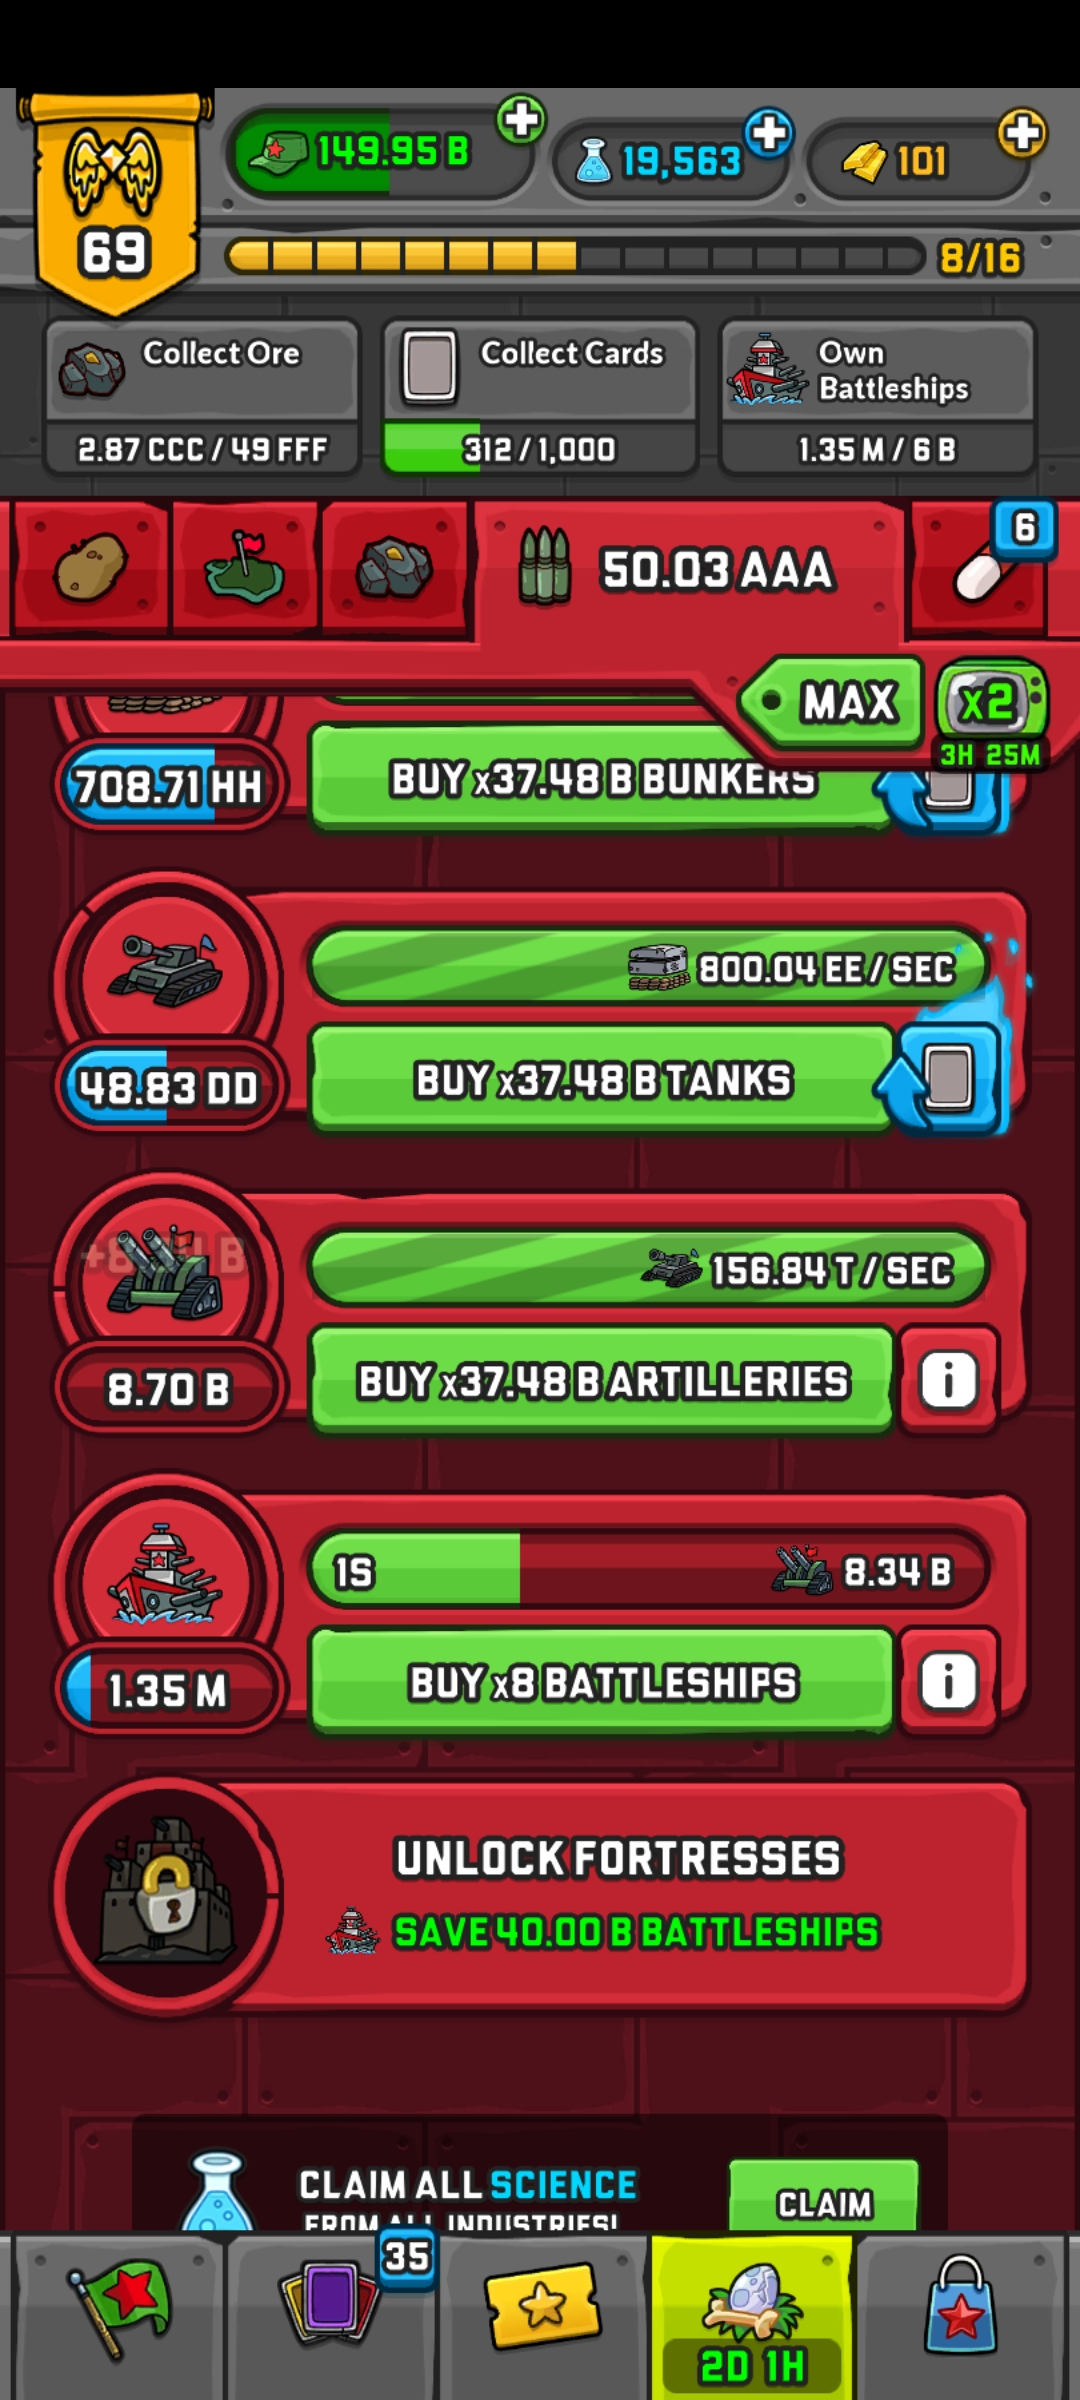 149.95 B
19,563
101
69
8/16
Collect Ore
2.87 CCC / 49 FFF
Collect Cards
312 / 1,000
Own
Battleships
1.35 M / 6 B
50.03 AAA
6
MAX
x2
3H 25M
708.71 HH
BUY x37.48 B BUNKERS
800.04 EE / SEC
48.83 DD
BUY x37.48 B TANKS
156.84 T / SEC
8.70 B
BUY x37.48 B ARTILLERIES
i
1S
8.34 B
1.35 M
BUY x8 BATTLESHIPS
i
UNLOCK FORTRESSES
SAVE 40.00 B BATTLESHIPS
CLAIM ALL SCIENCE
FROM ALL INDUSTRIES!
CLAIM
35
2D 1H